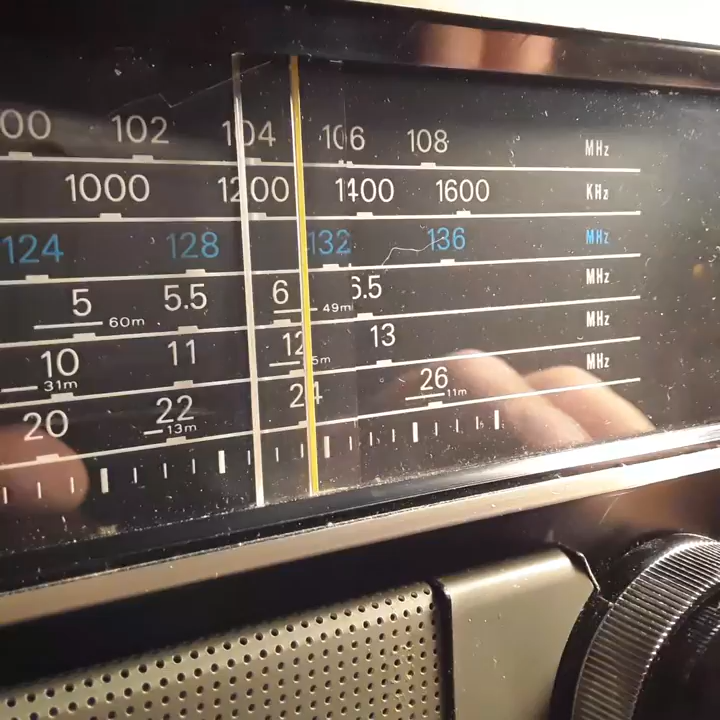 00 102 104 106 108 MHz
1000 1200 1400 1600 KHz
124 128 132 136 MHz
5 60m 5.5 6 49m 6.5 MHz
10 31m 11 12 13 MHz
20 22 13m 24 26 11m MHz